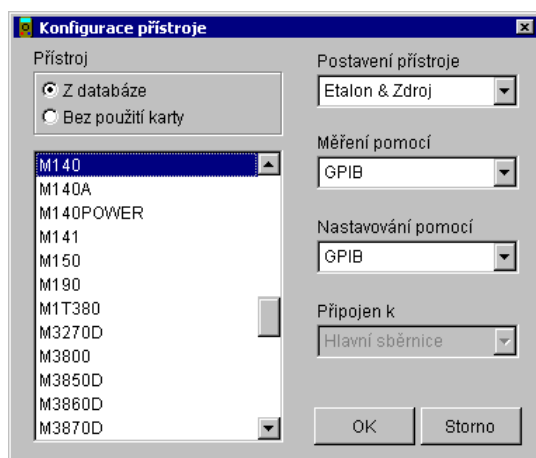 Konfigurace přístroje
Přístroj
Z databáze
Bez použití karty
M140
M140A
M140POWER
M141
M150
M190
M1T380
M3270D
M3800
M3850D
M3860D
M3870D
Postavení přístroje
Etalon & Zdroj
Měření pomocí
GPIB
Nastavování pomocí
GPIB
Připojen k
Hlavní sběrnice
OK
Storno